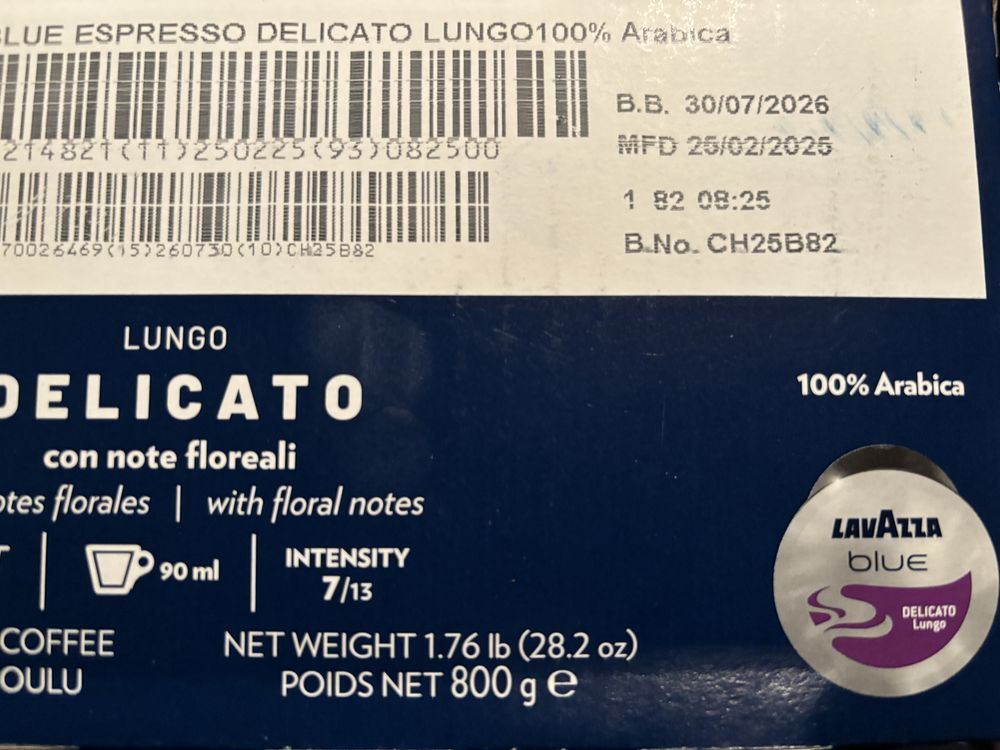 BLUE ESPRESSO DELICATO LUNGO100% Arabica
B.B. 30/07/2026
214821(11)250225(93)082500
MFD 25/02/2025
1 82 08:25
70026469(15)260730(10)CH25B82
B.No. CH25B82
LUNGO
DELICATO
100% Arabica
con note floreali
otes florales | with floral notes
90 ml
INTENSITY
7/13
COFFEE
OULU
NET WEIGHT 1.76 lb (28.2 oz)
POIDS NET 800 g e
LAVAZZA
blue
DELICATO
Lungo